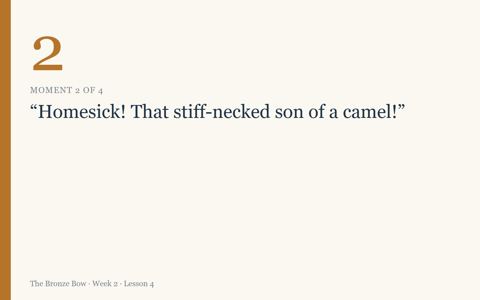 2
MOMENT 2 OF 4
“Homesick! That stiff-necked son of a camel!”
The Bronze Bow · Week 2 · Lesson 4